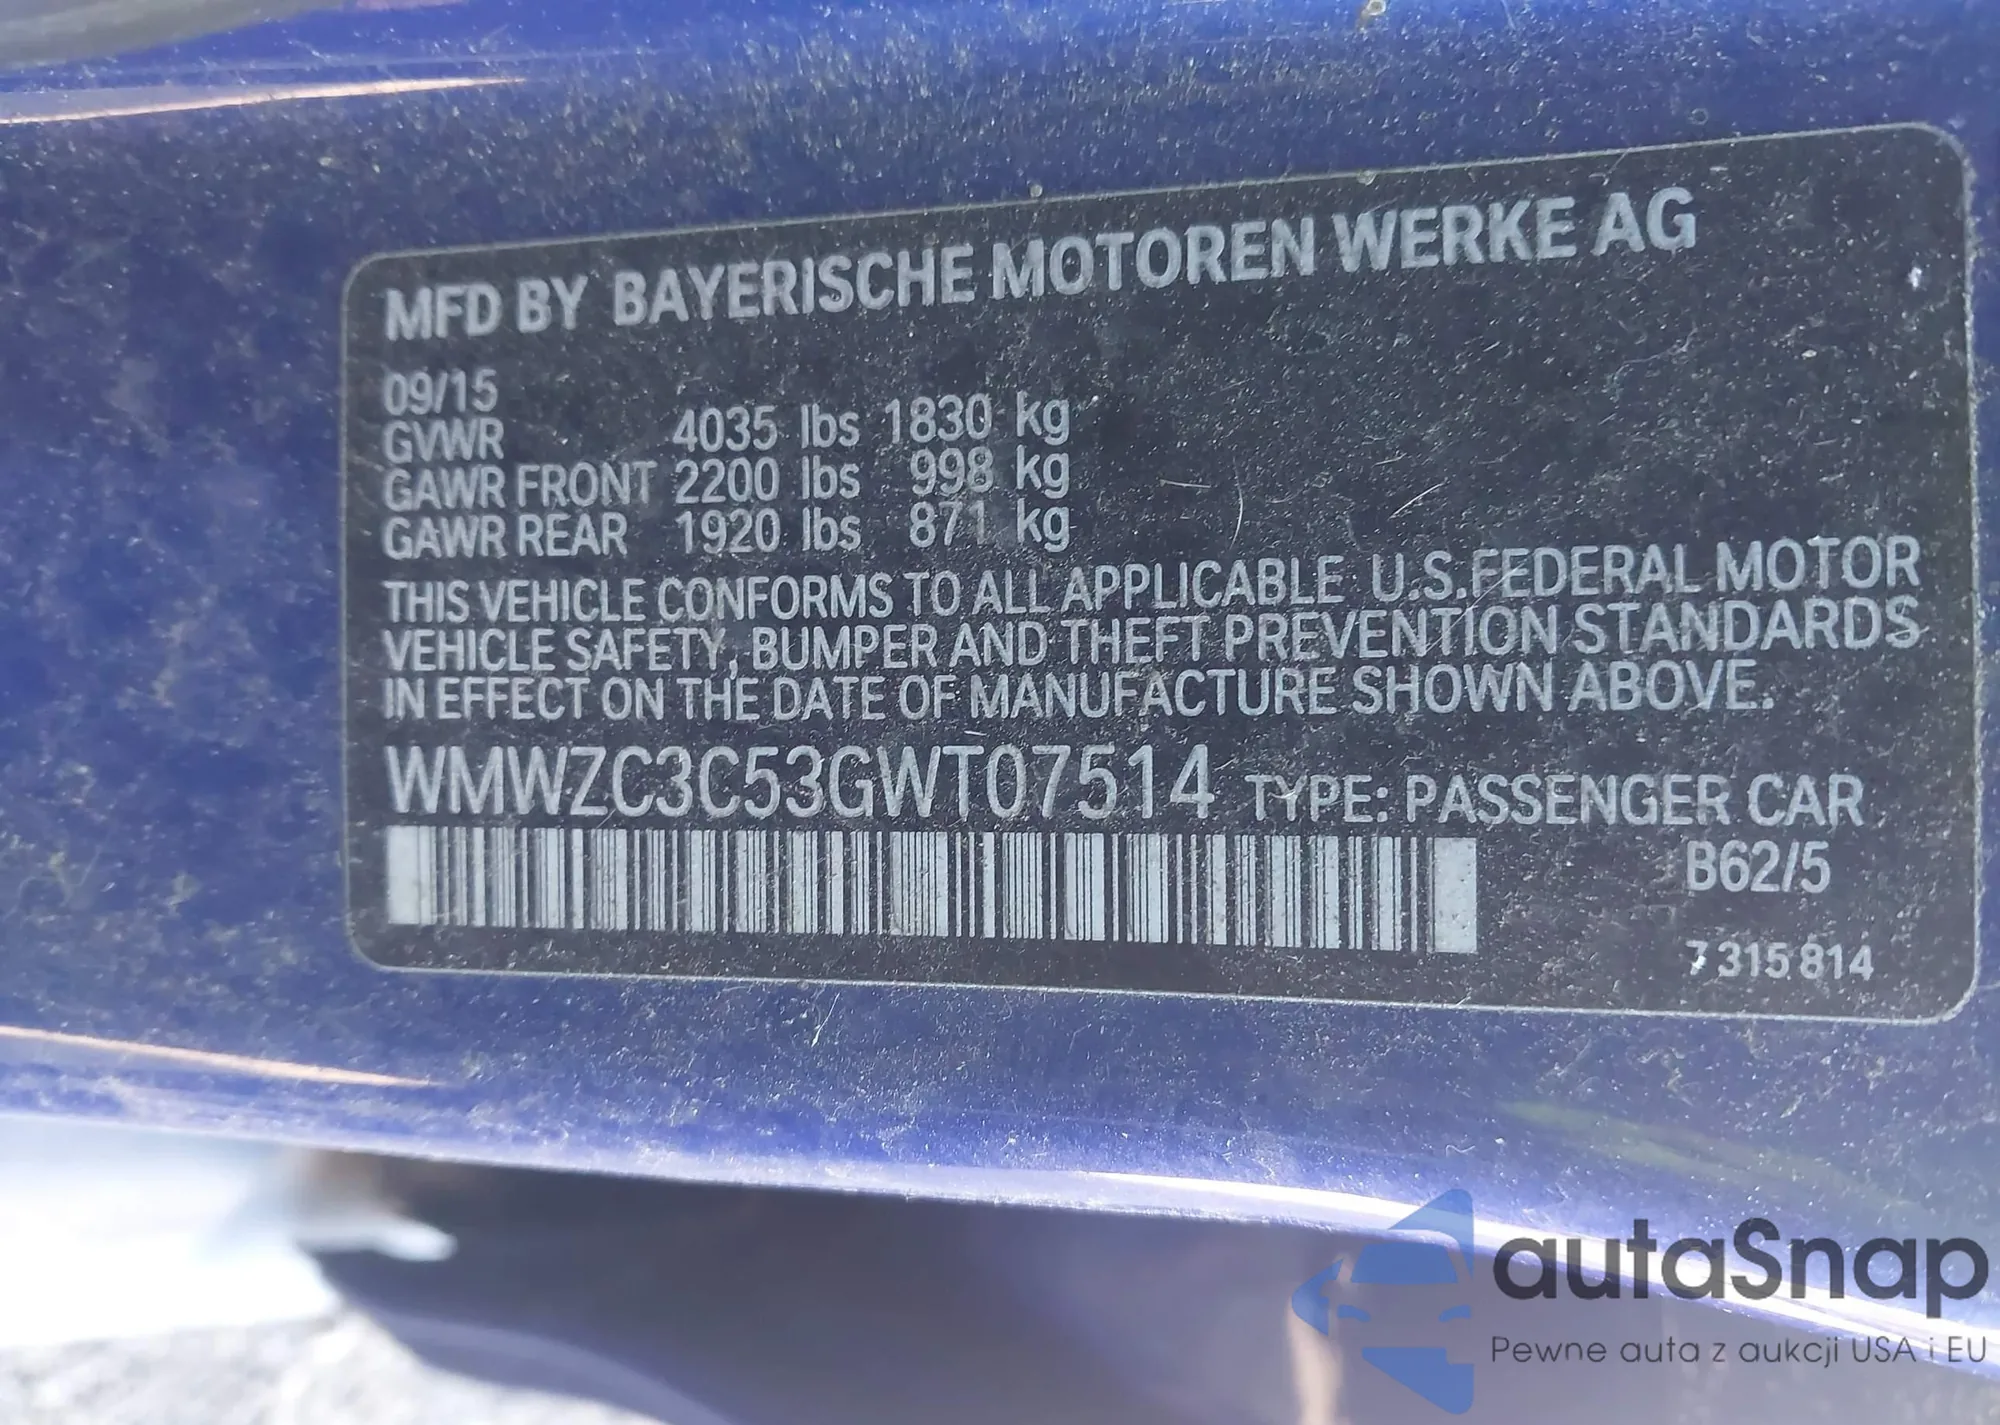 MFD BY BAYERISCHE MOTOREN WERKE AG
09/15
GVWR 4035 lbs 1830 kg
GAWR FRONT 2200 lbs 998 kg
GAWR REAR 1920 lbs 871 kg
THIS VEHICLE CONFORMS TO ALL APPLICABLE U.S.FEDERAL MOTOR
VEHICLE SAFETY, BUMPER AND THEFT PREVENTION STANDARDS
IN EFFECT ON THE DATE OF MANUFACTURE SHOWN ABOVE.
WMWZC3C53GWT07514 TYPE: PASSENGER CAR
B62/5
7 315 814
autaSnap
Pewne auta z aukcji USA i EU